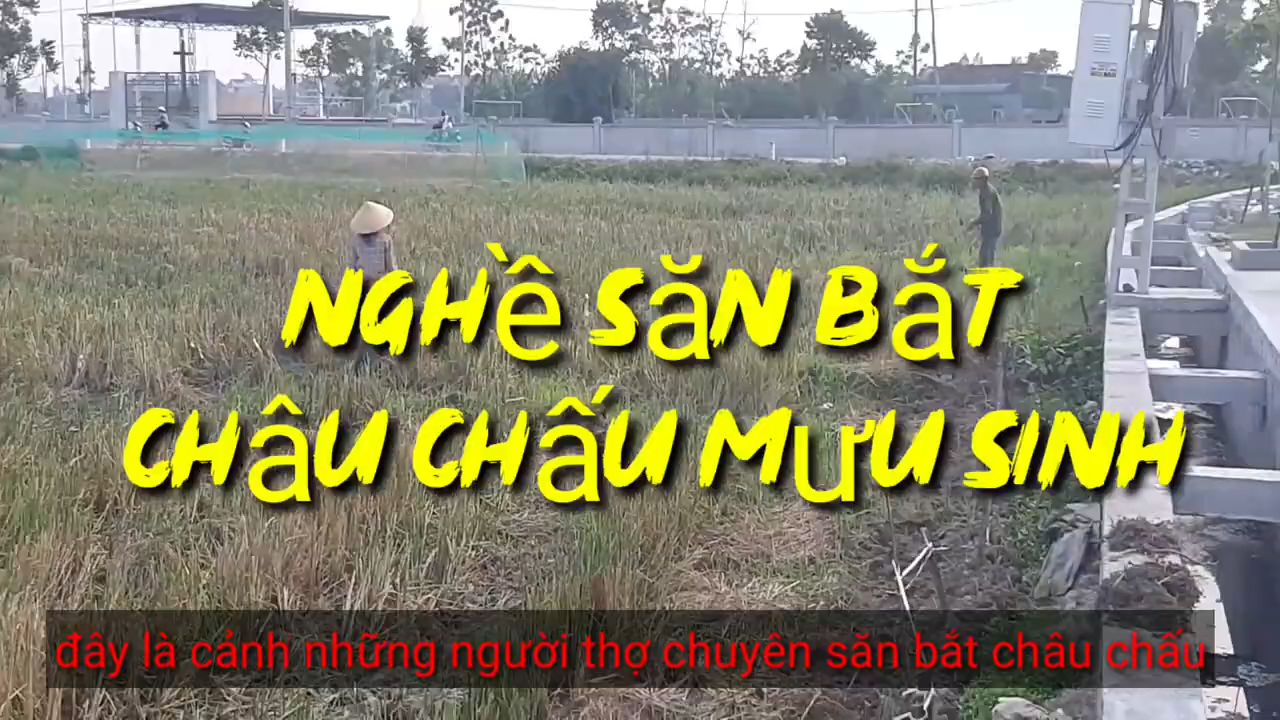 NGHỀ SĂN BẮT
CHÂU CHẤU MƯU SINH
đây là cảnh những người thợ chuyên săn bắt châu chấu